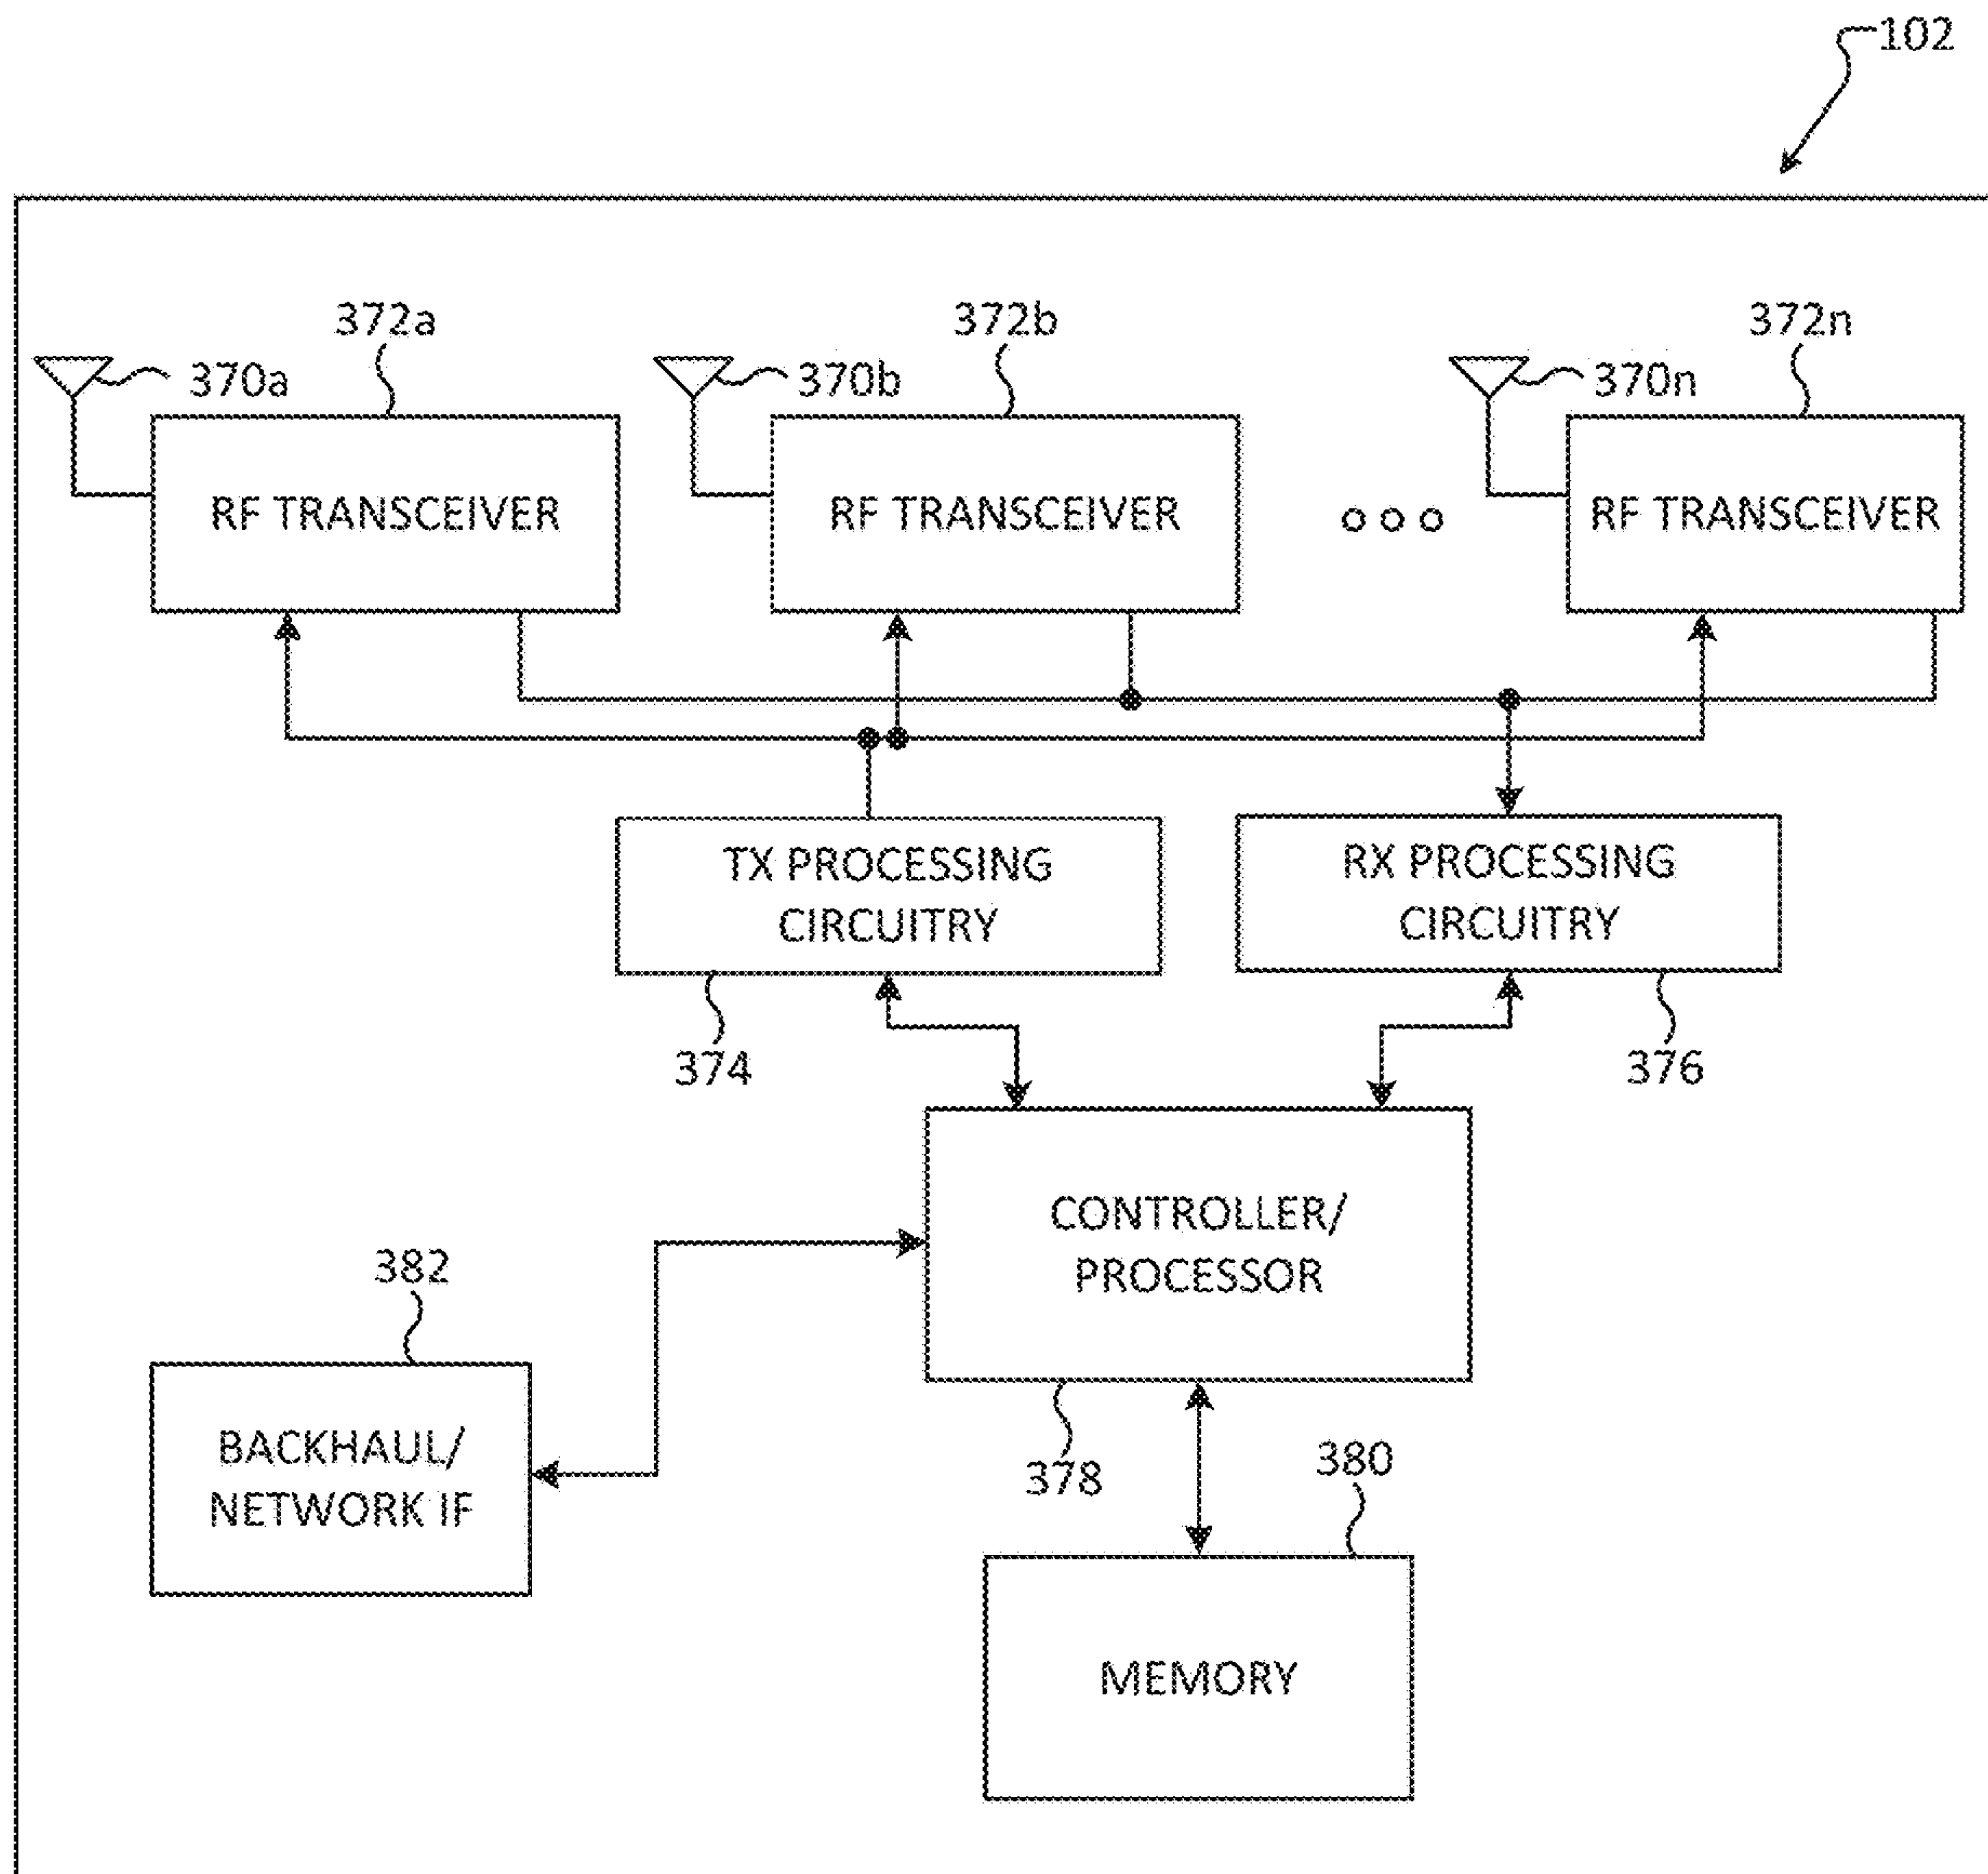 102
372a
372b
372n
370a
370b
370n
RF TRANSCEIVER
RF TRANSCEIVER
RF TRANSCEIVER
TX PROCESSING
CIRCUITRY
RX PROCESSING
CIRCUITRY
374
376
CONTROLLER/
PROCESSOR
382
BACKHAUL/
NETWORK IF
378
380
MEMORY